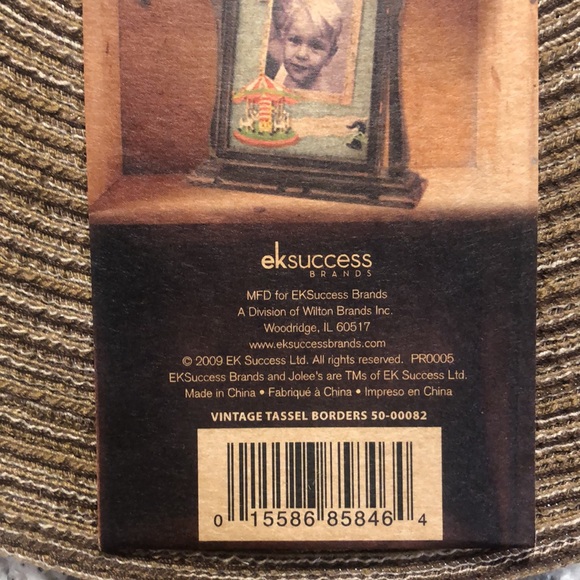 eksuccess
BRANDS
MFD for EKSuccess Brands
A Division of Wilton Brands Inc.
Woodridge, IL 60517
www.eksuccessbrands.com
© 2009 EK Success Ltd. All rights reserved. PR0005
EKSuccess Brands and Jolee's are TMs of EK Success Ltd.
Made in China • Fabriqué à China • Impreso en China
VINTAGE TASSEL BORDERS 50-00082
0 15586 85846 4